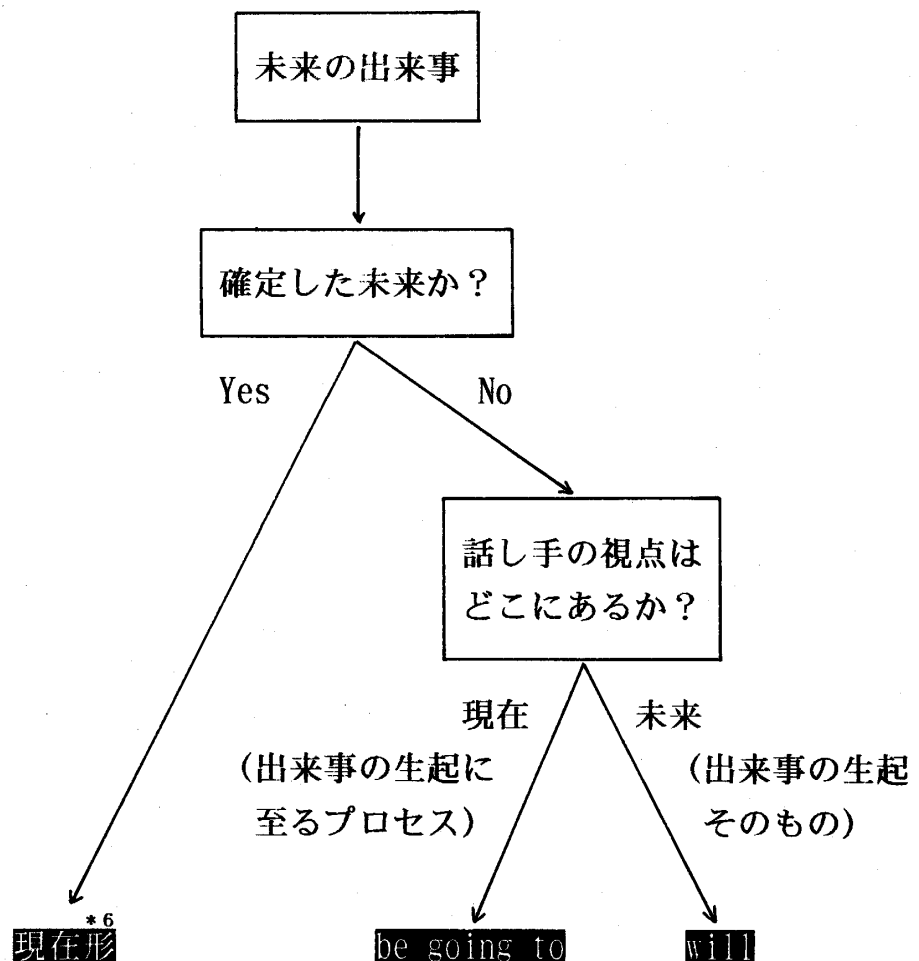 未来の出来事
確定した未来か？
Yes
No
話し手の視点は
どこにあるか？
現在
未来
（出来事の生起に
至るプロセス）
（出来事の生起
そのもの）
*6
現在形
be going to
will